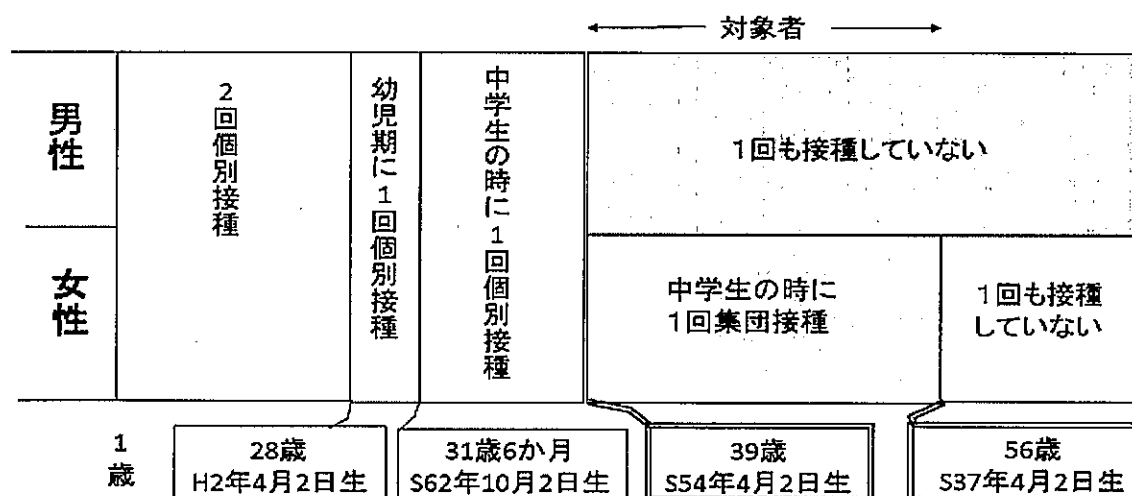 対象者
男性
女性
2回個別接種
幼児期に1回個別接種
中学生の時に1回個別接種
1回も接種していない
中学生の時に
1回集団接種
1回も接種
していない
1歳
28歳
H2年4月2日生
31歳6か月
S62年10月2日生
39歳
S54年4月2日生
56歳
S37年4月2日生